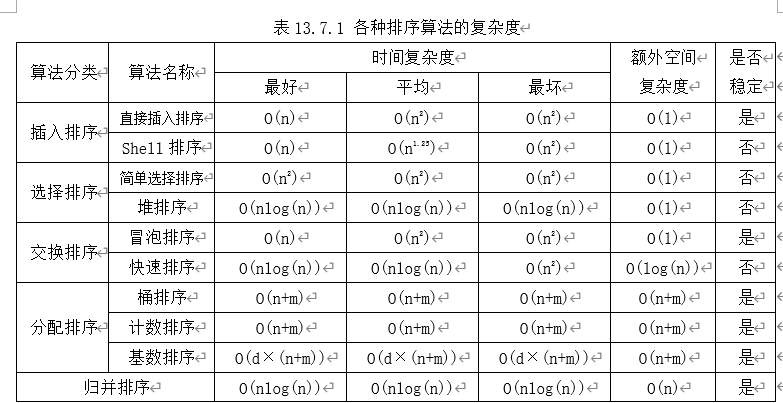 表 13.7.1 各种排序算法的复杂度
算法分类 算法名称 时间复杂度 额外空间复杂度 是否稳定
最好 平均 最坏
插入排序 直接插入排序 O(n) O(n²) O(n²) O(1) 是
Shell 排序 O(n) O(n¹·²⁵) O(n²) O(1) 否
选择排序 简单选择排序 O(n²) O(n²) O(n²) O(1) 否
堆排序 O(nlog(n)) O(nlog(n)) O(nlog(n)) O(1) 否
交换排序 冒泡排序 O(n) O(n²) O(n²) O(1) 是
快速排序 O(nlog(n)) O(nlog(n)) O(n²) O(log(n)) 否
分配排序 桶排序 O(n+m) O(n+m) O(n+m) O(n+m) 是
计数排序 O(n+m) O(n+m) O(n+m) O(n+m) 是
基数排序 O(d×(n+m)) O(d×(n+m)) O(d×(n+m)) O(n+m) 是
归并排序 O(nlog(n)) O(nlog(n)) O(nlog(n)) O(n) 是